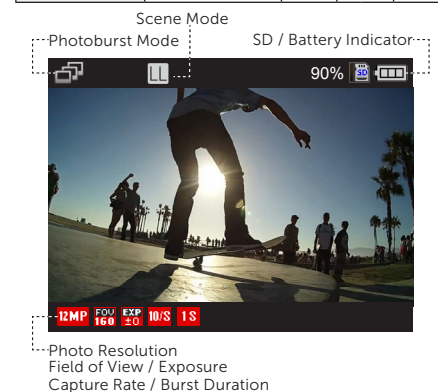 Scene Mode
Photoburst Mode
SD / Battery Indicator
LL
90%
SD
12MP FOV 160 EXP ±0 10/S 1S
Photo Resolution
Field of View / Exposure
Capture Rate / Burst Duration